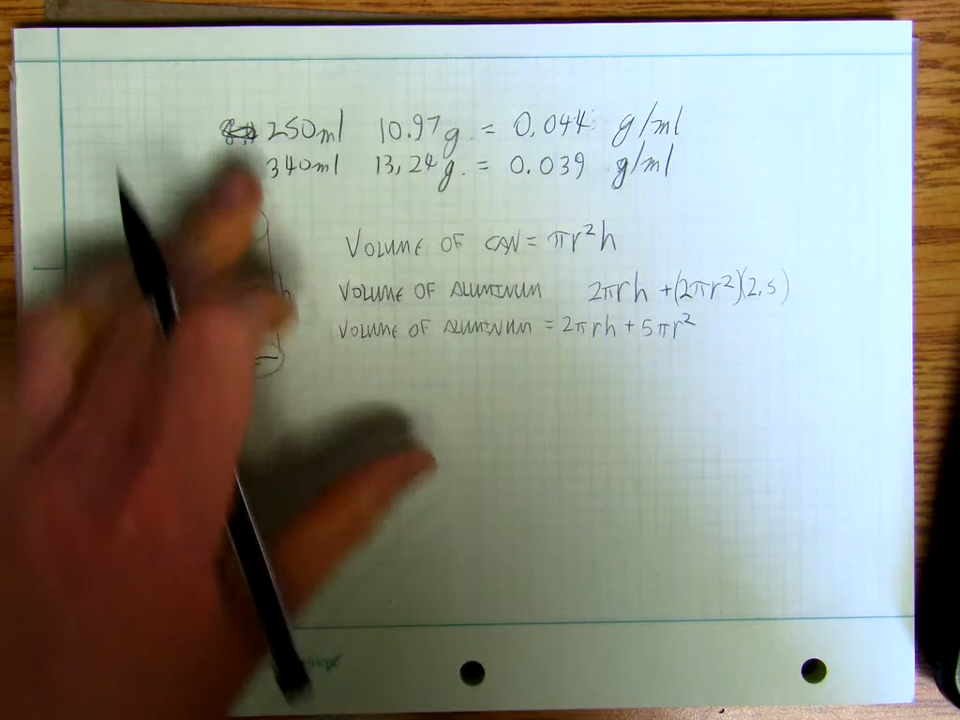 250ml 10.97g. = 0.044 g/ml
340ml 13,24g. = 0.039 g/ml
VOLUME OF CAN = πr²h
VOLUME OF ALUMINUM 2πrh + (2πr²)(2,5)
h
VOLUME OF ALUMINUM = 2πrh + 5πr²